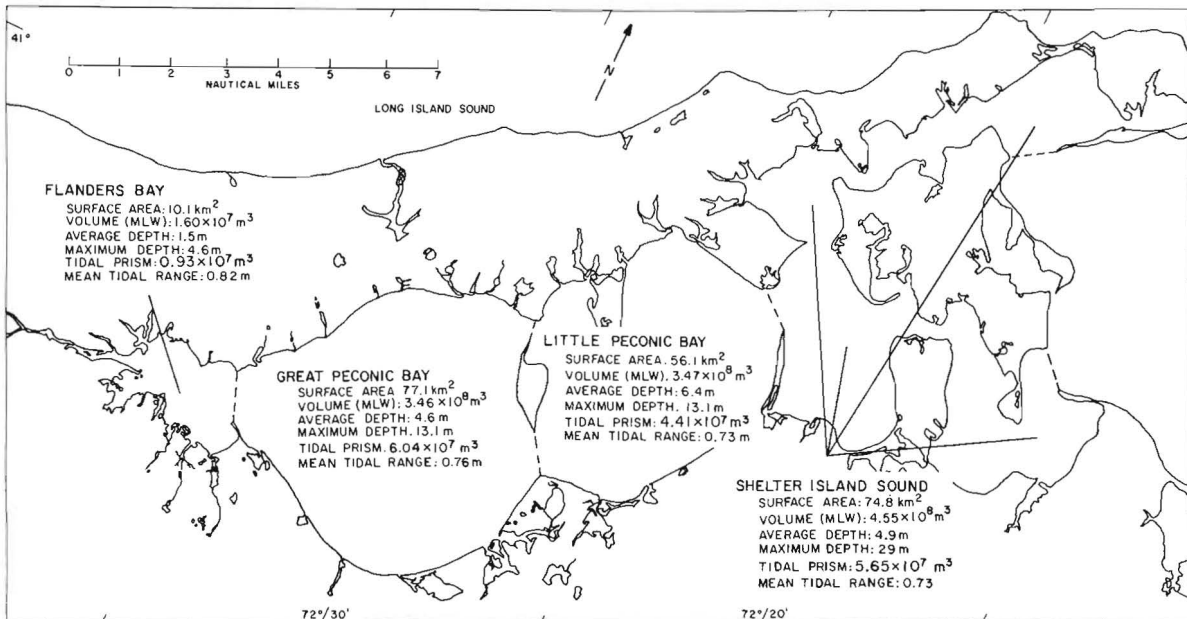 41°
0 1 2 3 4 5 6 7
NAUTICAL MILES
N
LONG ISLAND SOUND
FLANDERS BAY
SURFACE AREA: 10.1 km²
VOLUME (MLW): 1.60×10⁷ m³
AVERAGE DEPTH: 1.5 m
MAXIMUM DEPTH: 4.6 m
TIDAL PRISM: 0.93×10⁷ m³
MEAN TIDAL RANGE: 0.82 m
GREAT PECONIC BAY
SURFACE AREA 77.1 km²
VOLUME (MLW): 3.46 ×10⁸ m³
AVERAGE DEPTH: 4.6 m
MAXIMUM DEPTH. 13.1 m
TIDAL PRISM. 6.04×10⁷ m³
MEAN TIDAL RANGE: 0.76 m
LITTLE PECONIC BAY
SURFACE AREA. 56.1 km²
VOLUME (MLW). 3.47×10⁸ m³
AVERAGE DEPTH: 6.4 m
MAXIMUM DEPTH. 13.1 m
TIDAL PRISM: 4.41×10⁷ m³
MEAN TIDAL RANGE: 0.73 m
SHELTER ISLAND SOUND
SURFACE AREA: 74.8 km²
VOLUME (MLW): 4.55×10⁸ m³
AVERAGE DEPTH: 4.9 m
MAXIMUM DEPTH: 29 m
TIDAL PRISM: 5.65×10⁷ m³
MEAN TIDAL RANGE: 0.73
72°/30'
72°/20'